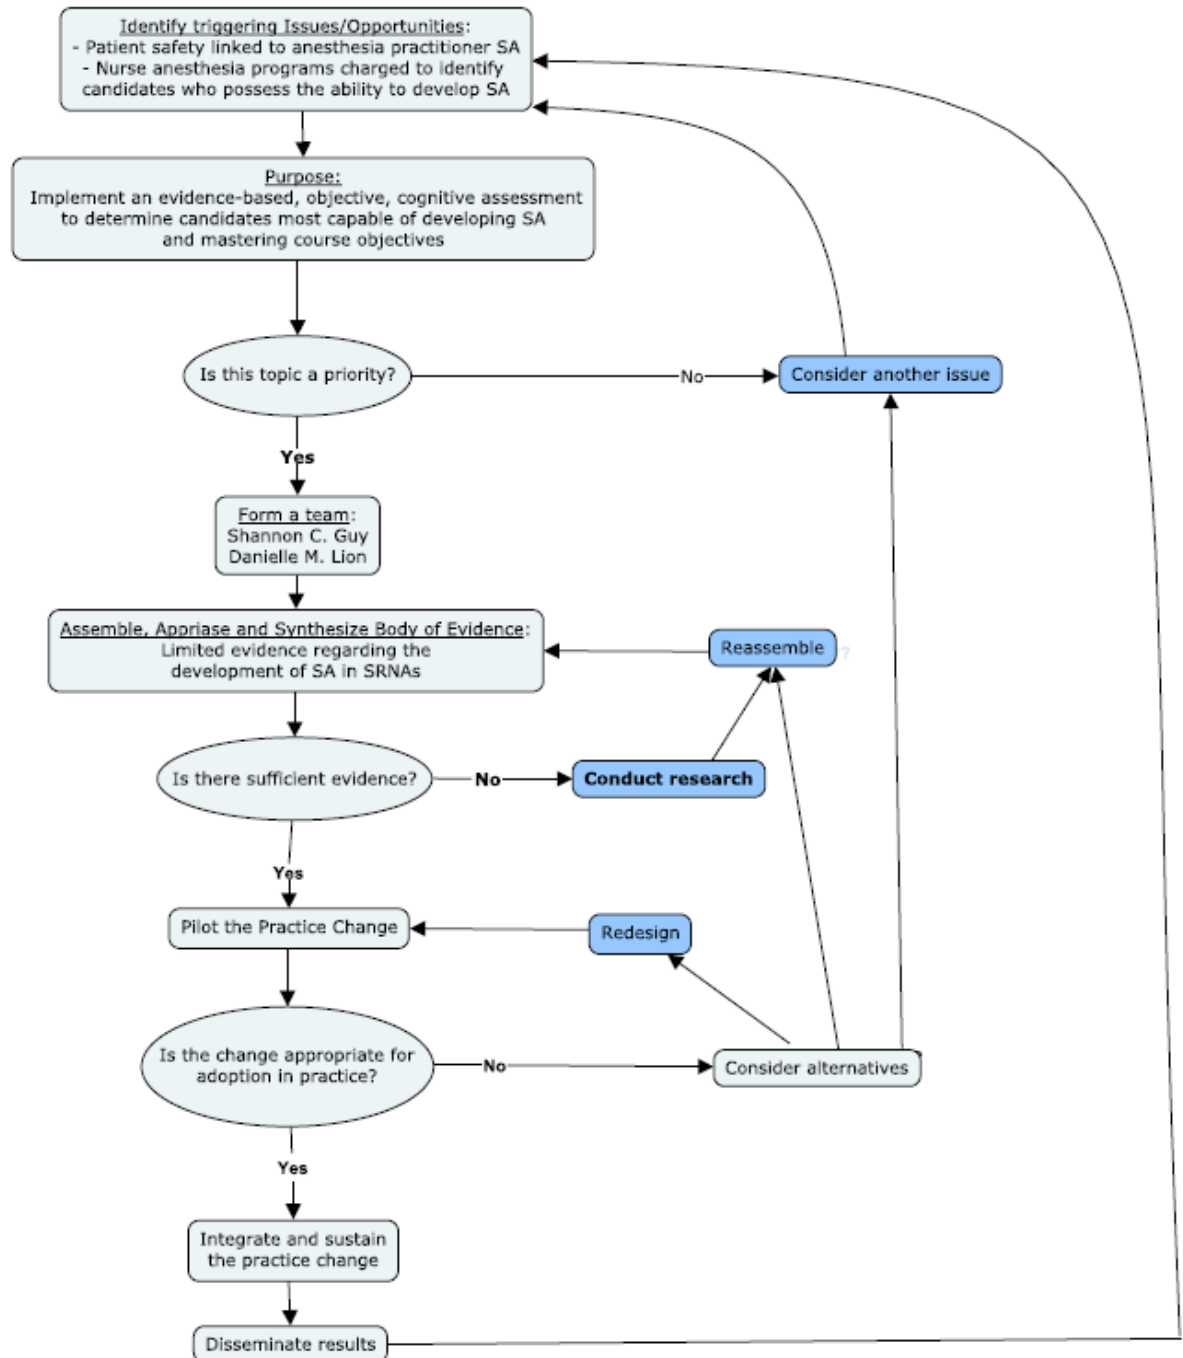 Identify triggering Issues/Opportunities:
- Patient safety linked to anesthesia practitioner SA
- Nurse anesthesia programs charged to identify
candidates who possess the ability to develop SA
Purpose:
Implement an evidence-based, objective, cognitive assessment
to determine candidates most capable of developing SA
and mastering course objectives
Is this topic a priority?
No
Consider another issue
Yes
Form a team:
Shannon C. Guy
Danielle M. Lion
Assemble, Appriase and Synthesize Body of Evidence:
Limited evidence regarding the
development of SA in SRNAs
Reassemble
?
Is there sufficient evidence?
No
Conduct research
Yes
Pilot the Practice Change
Redesign
Is the change appropriate for
adoption in practice?
No
Consider alternatives
Yes
Integrate and sustain
the practice change
Disseminate results